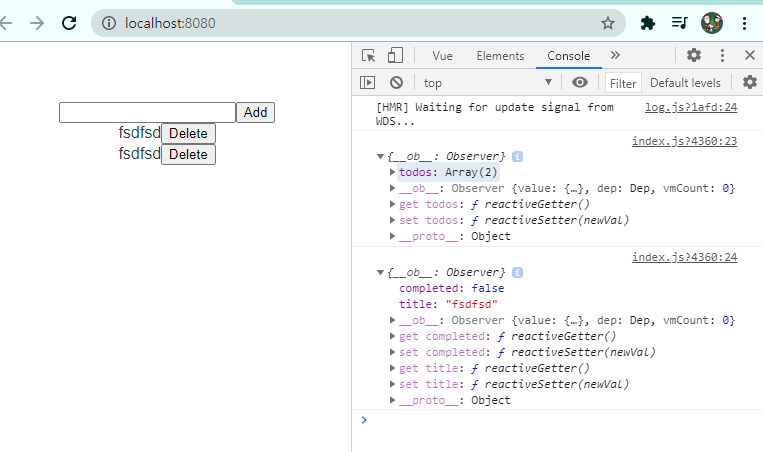 localhost:8080
Vue Elements Console »
top Filter Default levels
[HMR] Waiting for update signal from WDS... log.js?1afd:24
index.js?4360:23
{__ob__: Observer} i
todos: Array(2)
__ob__: Observer {value: {…}, dep: Dep, vmCount: 0}
get todos: ƒ reactiveGetter()
set todos: ƒ reactiveSetter(newVal)
__proto__: Object
index.js?4360:24
{__ob__: Observer} i
completed: false
title: "fsdfsd"
__ob__: Observer {value: {…}, dep: Dep, vmCount: 0}
get completed: ƒ reactiveGetter()
set completed: ƒ reactiveSetter(newVal)
get title: ƒ reactiveGetter()
set title: ƒ reactiveSetter(newVal)
__proto__: Object
Add
fsdfsd Delete
fsdfsd Delete